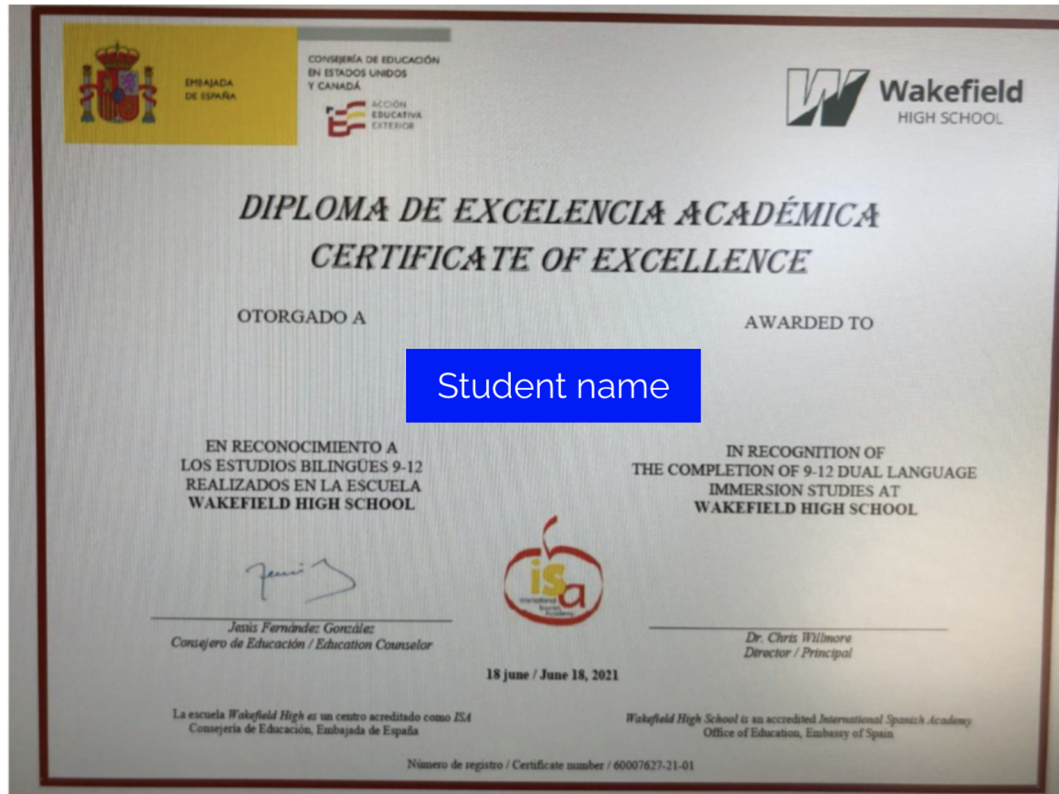 EMBAJADA
DE ESPAÑA
CONSEJERÍA DE EDUCACIÓN
EN ESTADOS UNIDOS
Y CANADÁ
ACCIÓN
EDUCATIVA
EXTERIOR
Wakefield
HIGH SCHOOL
DIPLOMA DE EXCELENCIA ACADÉMICA
CERTIFICATE OF EXCELLENCE
OTORGADO A
AWARDED TO
Student name
EN RECONOCIMIENTO A
LOS ESTUDIOS BILINGÜES 9-12
REALIZADOS EN LA ESCUELA
WAKEFIELD HIGH SCHOOL
IN RECOGNITION OF
THE COMPLETION OF 9-12 DUAL LANGUAGE
IMMERSION STUDIES AT
WAKEFIELD HIGH SCHOOL
isa
International
Spanish
Academy
Jesús Fernández González
Consejero de Educación / Education Counselor
Dr. Chris Willmore
Director / Principal
18 june / June 18, 2021
La escuela Wakefield High es un centro acreditado como ISA
Consejería de Educación, Embajada de España
Wakefield High School is an accredited International Spanish Academy
Office of Education, Embassy of Spain
Número de registro / Certificate number / 60007627-21-01